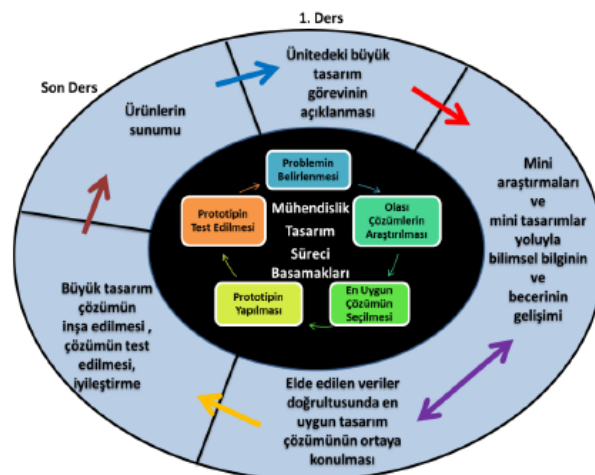 1. Ders
Ünitedeki büyük
tasarım
görevinin
açıklanması
Son Ders
Ürünlerin
sunumu
Mini
araştırmaları
ve
mini tasarımlar
yoluyla
bilimsel bilginin
ve
becerinin
gelişimi
Problemin
Belirlenmesi
Mühendislik
Tasarım
Süreci
Basamakları
Prototipin
Test Edilmesi
Olası
Çözümlerin
Araştırılması
Prototipin
Yapılması
En Uygun
Çözümün
Seçilmesi
Büyük tasarım
çözümün
inşa edilmesi ,
çözümün test
edilmesi,
iyileştirme
Elde edilen veriler
doğrultusunda en
uygun tasarım
çözümünün ortaya
konulması